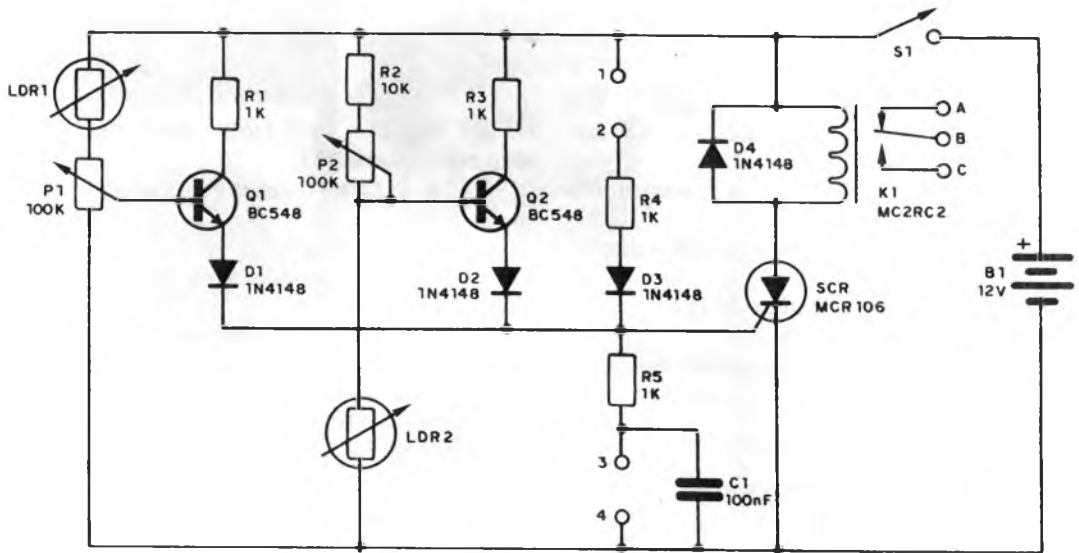 LDR1
P1
100K
R1
1K
Q1
BC548
D1
1N4148
R2
10K
P2
100K
R3
1K
Q2
BC548
D2
1N4148
LDR2
1
2
R4
1K
D3
1N4148
R5
1K
3
4
C1
100nF
D4
1N4148
K1
MC2RC2
A
B
C
SCR
MCR106
S1
+
B1
12V